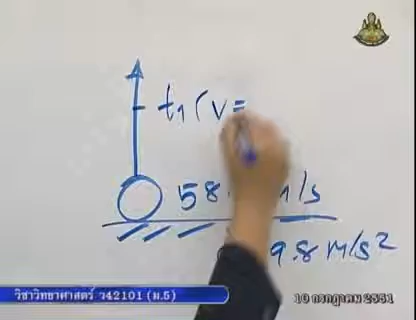 t₁ ( v =
58. m/s
9.8 m/s²
วิชาวิทยาศาสตร์ ว42101 (ม.5)
10 กรกฎาคม 2551